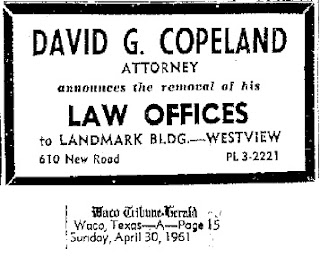 DAVID G. COPELAND
ATTORNEY
announces the removal of his
LAW OFFICES
to LANDMARK BLDG.—WESTVIEW
610 New Road PL 3-2221
Waco Tribune-Herald
Waco, Texas—A—Page 15
Sunday, April 30, 1961